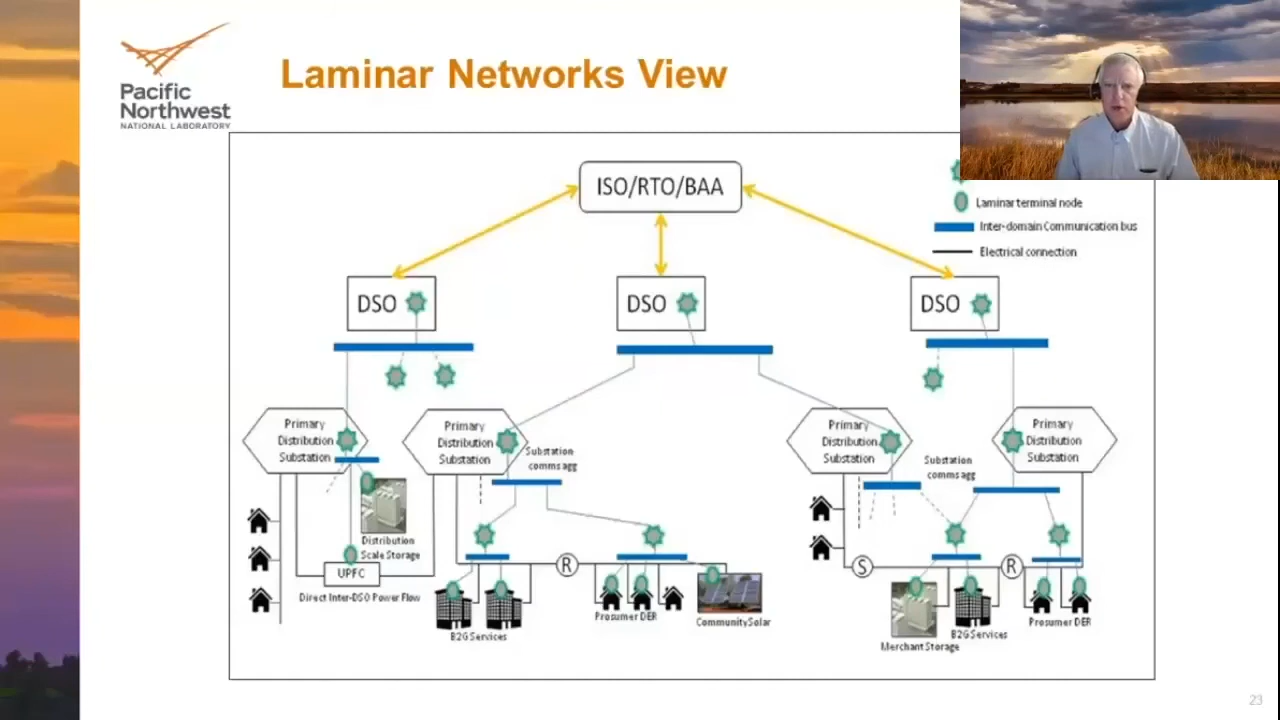 Pacific
Northwest
NATIONAL LABORATORY
Laminar Networks View
ISO/RTO/BAA
Laminar terminal node
Inter-domain Communication bus
Electrical connection
DSO
DSO
DSO
Primary
Distribution
Substation
Primary
Distribution
Substation
Substation
comms agg
Primary
Distribution
Substation
Substation
comms agg
Primary
Distribution
Substation
Distribution
Scale Storage
UPFC
Direct Inter-DSO Power Flow
R
S
R
B2G Services
Prosumer DER
Community Solar
Merchant Storage
B2G Services
Prosumer DER
23